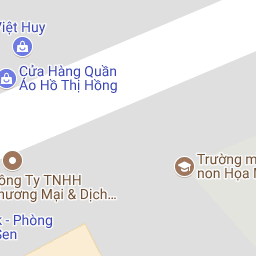 Việt Huy
Cửa Hàng Quần
Áo Hồ Thị Hồng
Trường m
non Họa
ông Ty TNHH
hương Mại & Dịch...
k - Phòng
Sen